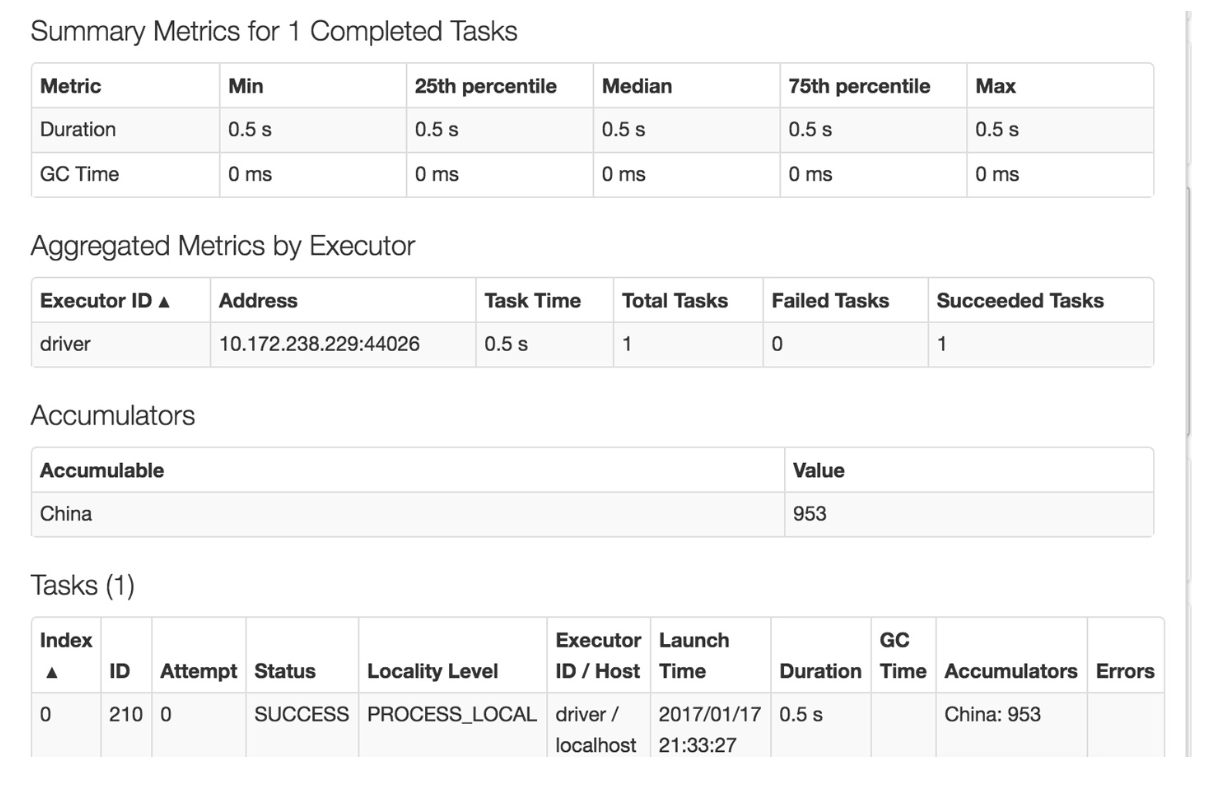 Summary Metrics for 1 Completed Tasks
Metric Min 25th percentile Median 75th percentile Max
Duration 0.5 s 0.5 s 0.5 s 0.5 s 0.5 s
GC Time 0 ms 0 ms 0 ms 0 ms 0 ms
Aggregated Metrics by Executor
Executor ID ▲ Address Task Time Total Tasks Failed Tasks Succeeded Tasks
driver 10.172.238.229:44026 0.5 s 1 0 1
Accumulators
Accumulable Value
China 953
Tasks (1)
Index Executor Launch GC
▲ ID Attempt Status Locality Level ID / Host Time Duration Time Accumulators Errors
0 210 0 SUCCESS PROCESS_LOCAL driver / 2017/01/17 0.5 s China: 953
localhost 21:33:27